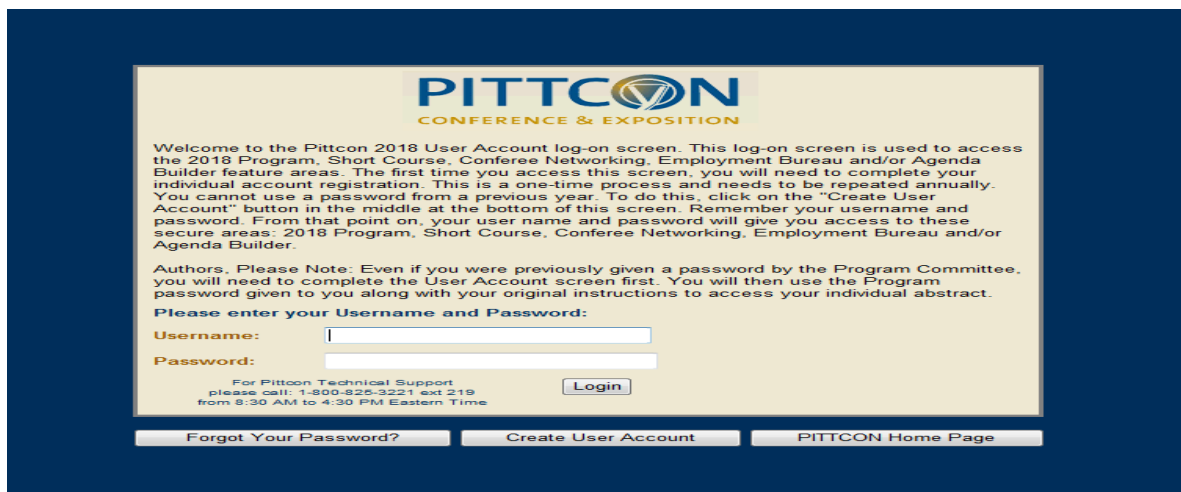 PITTCON
CONFERENCE & EXPOSITION
Welcome to the Pittcon 2018 User Account log-on screen. This log-on screen is used to access
the 2018 Program, Short Course, Conferee Networking, Employment Bureau and/or Agenda
Builder feature areas. The first time you access this screen, you will need to complete your
individual account registration. This is a one-time process and needs to be repeated annually.
You cannot use a password from a previous year. To do this, click on the "Create User
Account" button in the middle at the bottom of this screen. Remember your username and
password. From that point on, your user name and password will give you access to these
secure areas: 2018 Program, Short Course, Conferee Networking, Employment Bureau and/or
Agenda Builder.
Authors, Please Note: Even if you were previously given a password by the Program Committee,
you will need to complete the User Account screen first. You will then use the Program
password given to you along with your original instructions to access your individual abstract.
Please enter your Username and Password:
Username:
Password:
For Pittcon Technical Support
please call: 1-800-825-3221 ext 219
from 8:30 AM to 4:30 PM Eastern Time
Login
Forgot Your Password? Create User Account PITTCON Home Page